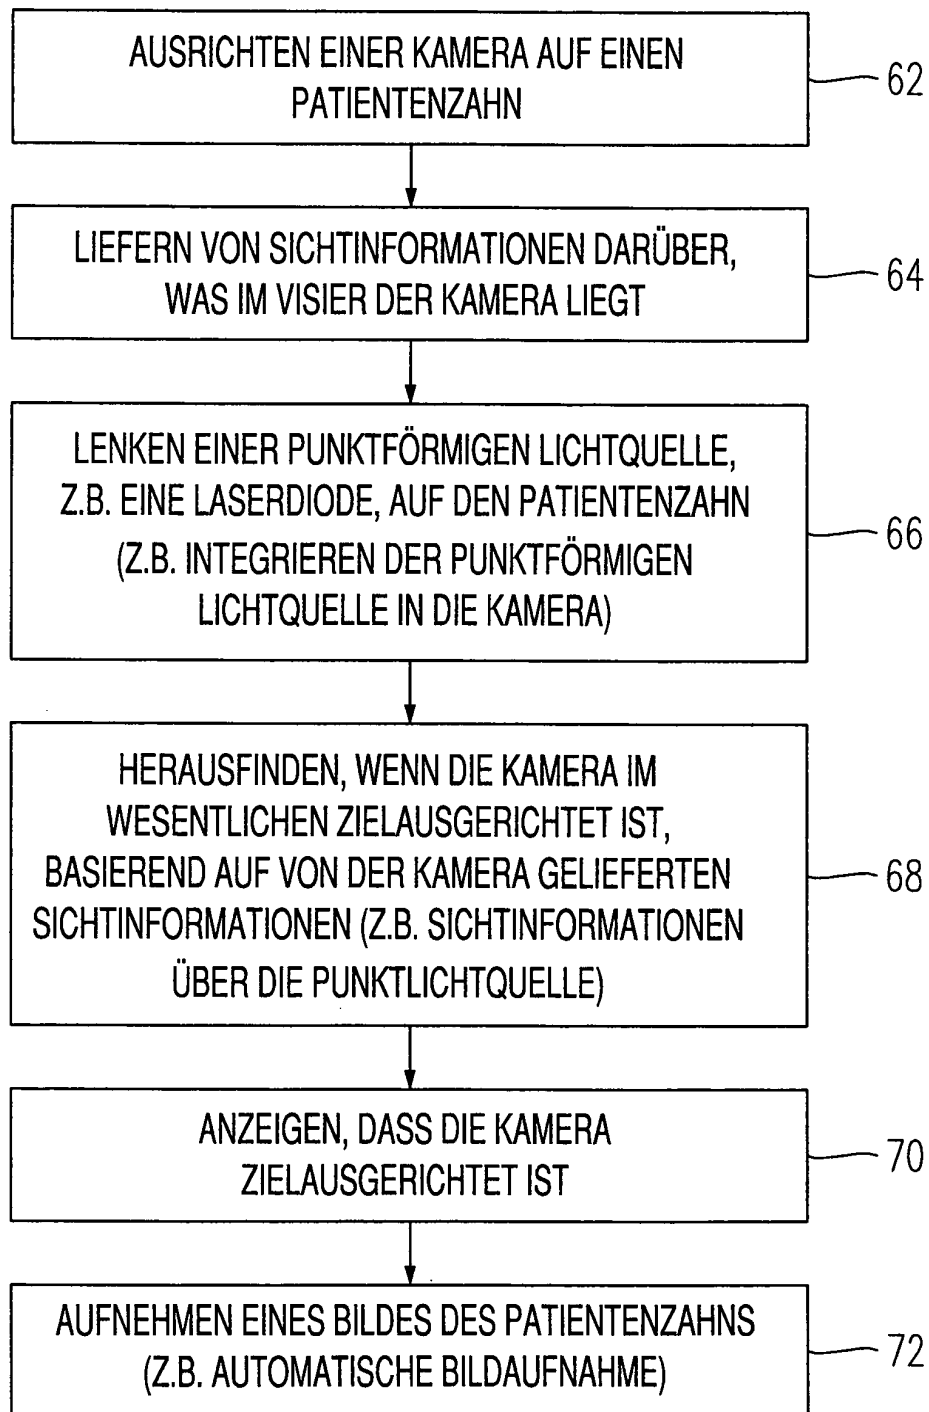 AUSRICHTEN EINER KAMERA AUF EINEN
PATIENTENZAHN
62
LIEFERN VON SICHTINFORMATIONEN DARÜBER,
WAS IM VISIER DER KAMERA LIEGT
64
LENKEN EINER PUNKTFÖRMIGEN LICHTQUELLE,
Z.B. EINE LASERDIODE, AUF DEN PATIENTENZAHN
(Z.B. INTEGRIEREN DER PUNKTFÖRMIGEN
LICHTQUELLE IN DIE KAMERA)
66
HERAUSFINDEN, WENN DIE KAMERA IM
WESENTLICHEN ZIELAUSGERICHTET IST,
BASIEREND AUF VON DER KAMERA GELIEFERTEN
SICHTINFORMATIONEN (Z.B. SICHTINFORMATIONEN
ÜBER DIE PUNKTLICHTQUELLE)
68
ANZEIGEN, DASS DIE KAMERA
ZIELAUSGERICHTET IST
70
AUFNEHMEN EINES BILDES DES PATIENTENZAHNS
(Z.B. AUTOMATISCHE BILDAUFNAHME)
72